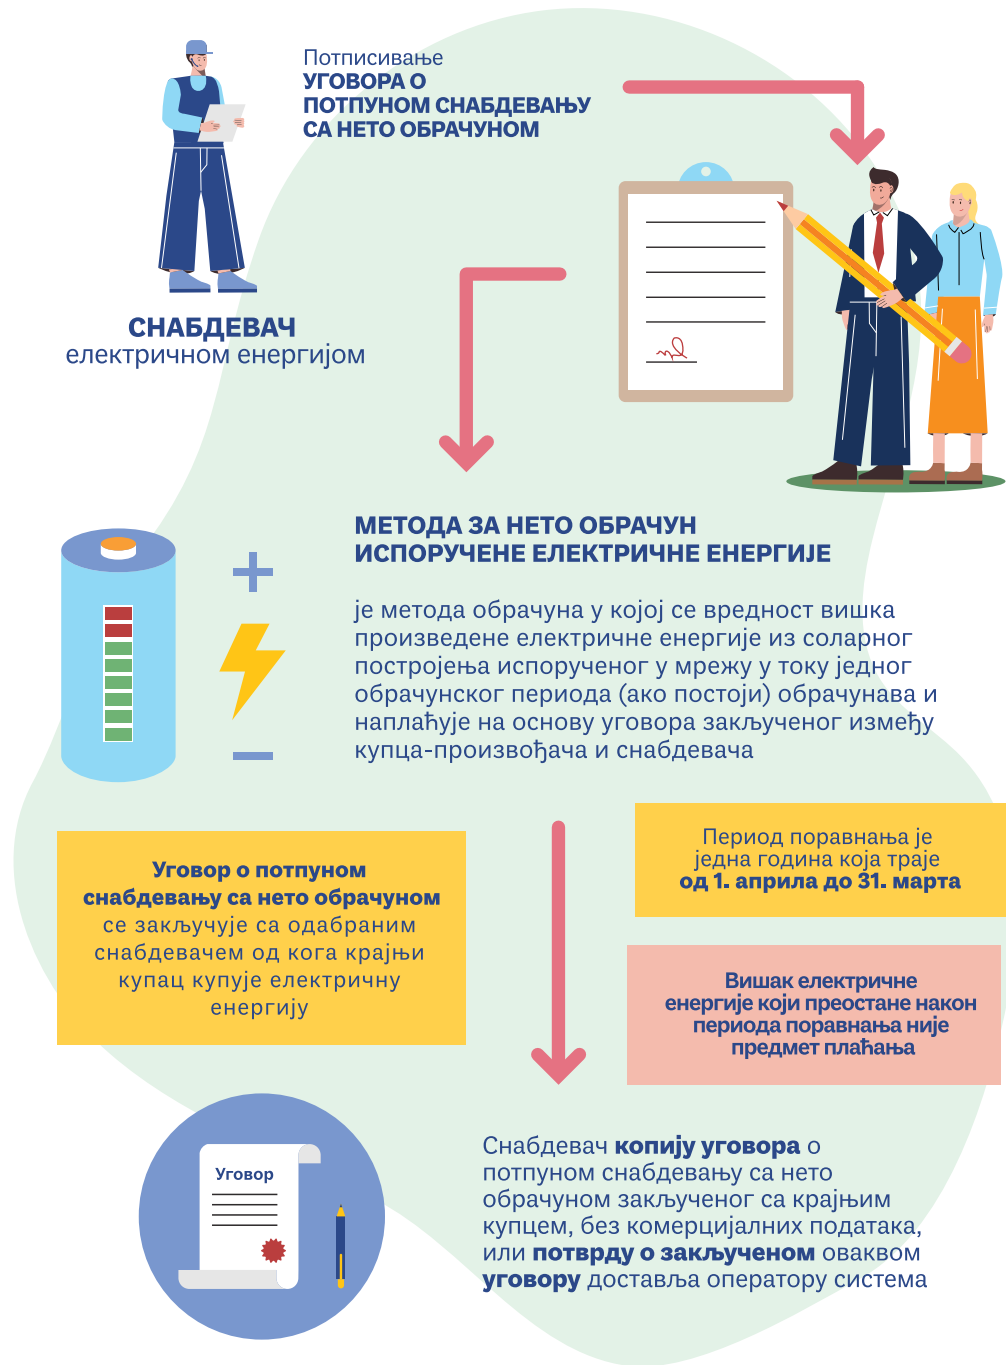 Потписивање
УГОВОРА О
ПОТПУНОМ СНАБДЕВАЊУ
СА НЕТО ОБРАЧУНОМ
СНАБДЕВАЧ
електричном енергијом
МЕТОДА ЗА НЕТО ОБРАЧУН
ИСПОРУЧЕНЕ ЕЛЕКТРИЧНЕ ЕНЕРГИЈЕ
је метода обрачуна у којој се вредност вишка
произведене електричне енергије из соларног
постројења испорученог у мрежу у току једног
обрачунског периода (ако постоји) обрачунава и
наплаћује на основу уговора закљученог између
купца-произвођача и снабдевача
Уговор о потпуном
снабдевању са нето обрачуном
се закључује са одабраним
снабдевачем од кога крајњи
купац купује електричну
енергију
Период поравнања је
једна година која траје
од 1. априла до 31. марта
Вишак електричне
енергије који преостане након
периода поравнања није
предмет плаћања
Уговор
Снабдевач копију уговора о
потпуном снабдевању са нето
обрачуном закљученог са крајњим
купцем, без комерцијалних података,
или потврду о закљученом оваквом
уговору доставља оператору система